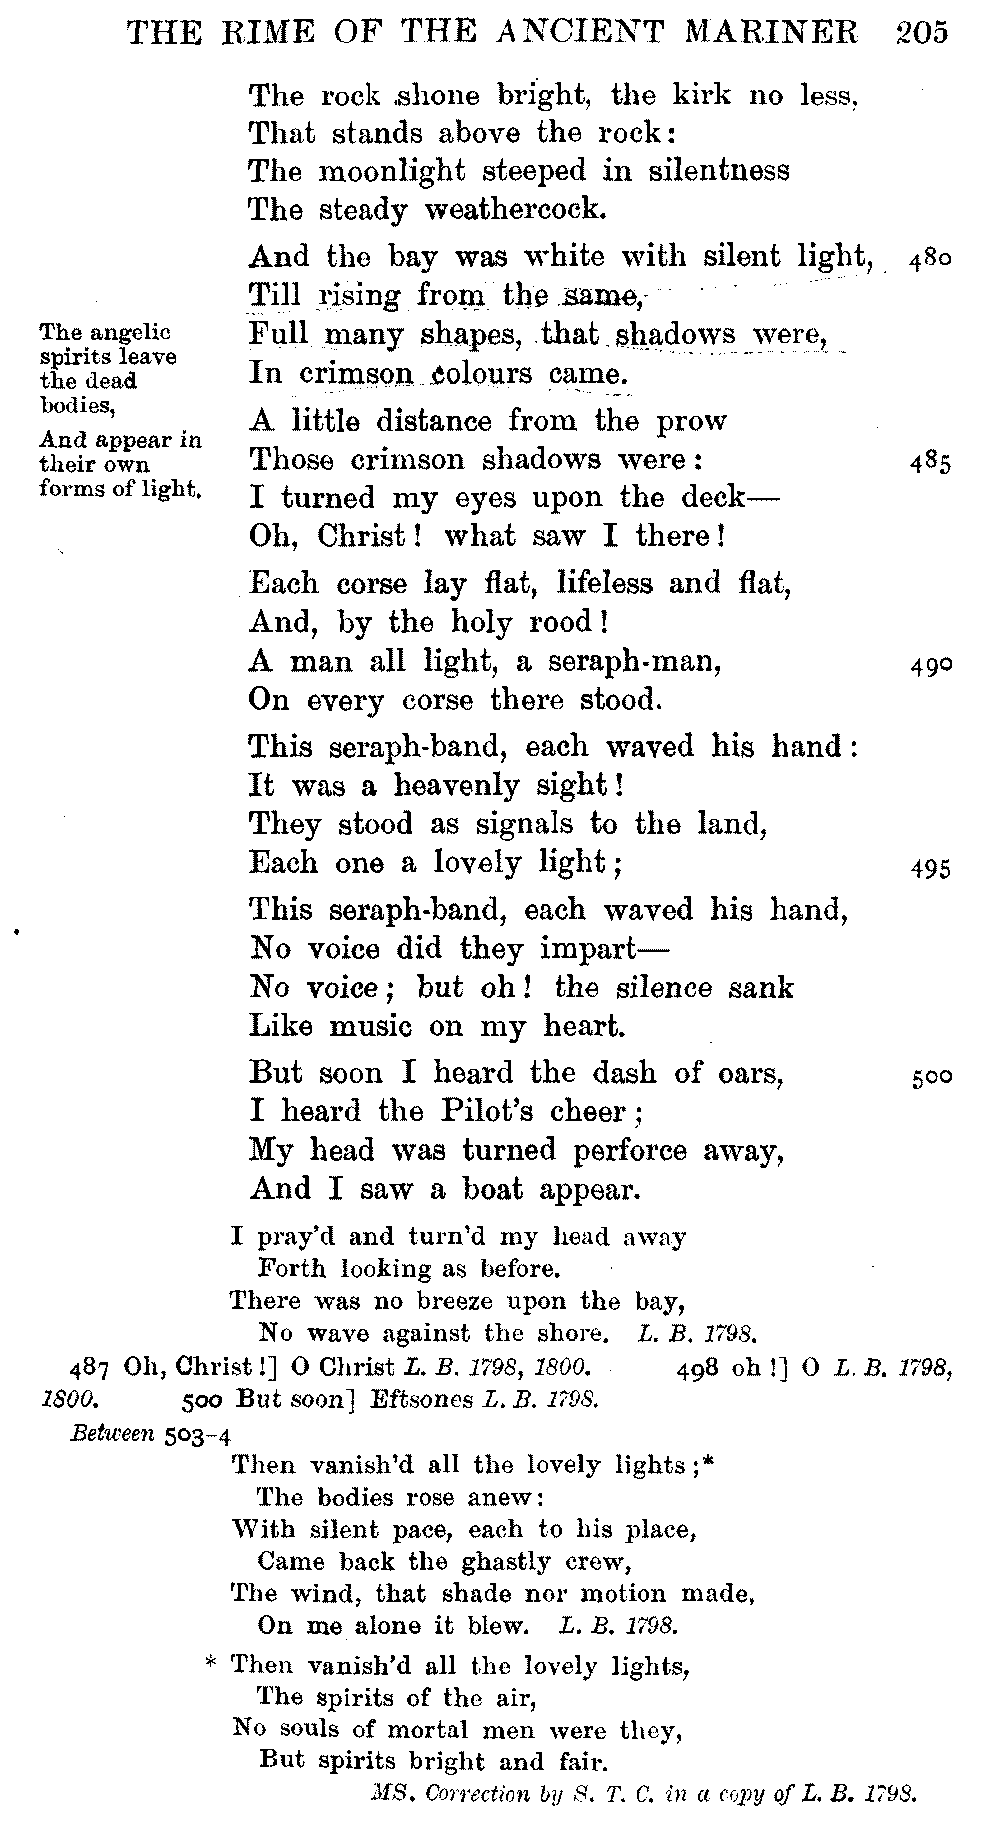 THE RIME OF THE ANCIENT MARINER 205
The rock shone bright, the kirk no less,
That stands above the rock:
The moonlight steeped in silentness
The steady weathercock.
And the bay was white with silent light, 480
Till rising from the same,
The angelic
spirits leave
the dead
bodies,
Full many shapes, that shadows were,
In crimson colours came.
And appear in
their own
forms of light.
A little distance from the prow
Those crimson shadows were: 485
I turned my eyes upon the deck—
Oh, Christ! what saw I there!
Each corse lay flat, lifeless and flat,
And, by the holy rood!
A man all light, a seraph-man, 490
On every corse there stood.
This seraph-band, each waved his hand:
It was a heavenly sight!
They stood as signals to the land,
Each one a lovely light; 495
This seraph-band, each waved his hand,
No voice did they impart—
No voice; but oh! the silence sank
Like music on my heart.
But soon I heard the dash of oars, 500
I heard the Pilot's cheer;
My head was turned perforce away,
And I saw a boat appear.
I pray'd and turn'd my head away
Forth looking as before.
There was no breeze upon the bay,
No wave against the shore. L. B. 1798.
487 Oh, Christ!] O Christ L. B. 1798, 1800. 498 oh!] O L. B. 1798,
1800. 500 But soon] Eftsones L. B. 1798.
Between 503-4
Then vanish'd all the lovely lights;*
The bodies rose anew:
With silent pace, each to his place,
Came back the ghastly crew,
The wind, that shade nor motion made,
On me alone it blew. L. B. 1798.
* Then vanish'd all the lovely lights,
The spirits of the air,
No souls of mortal men were they,
But spirits bright and fair.
MS. Correction by S. T. C. in a copy of L. B. 1798.